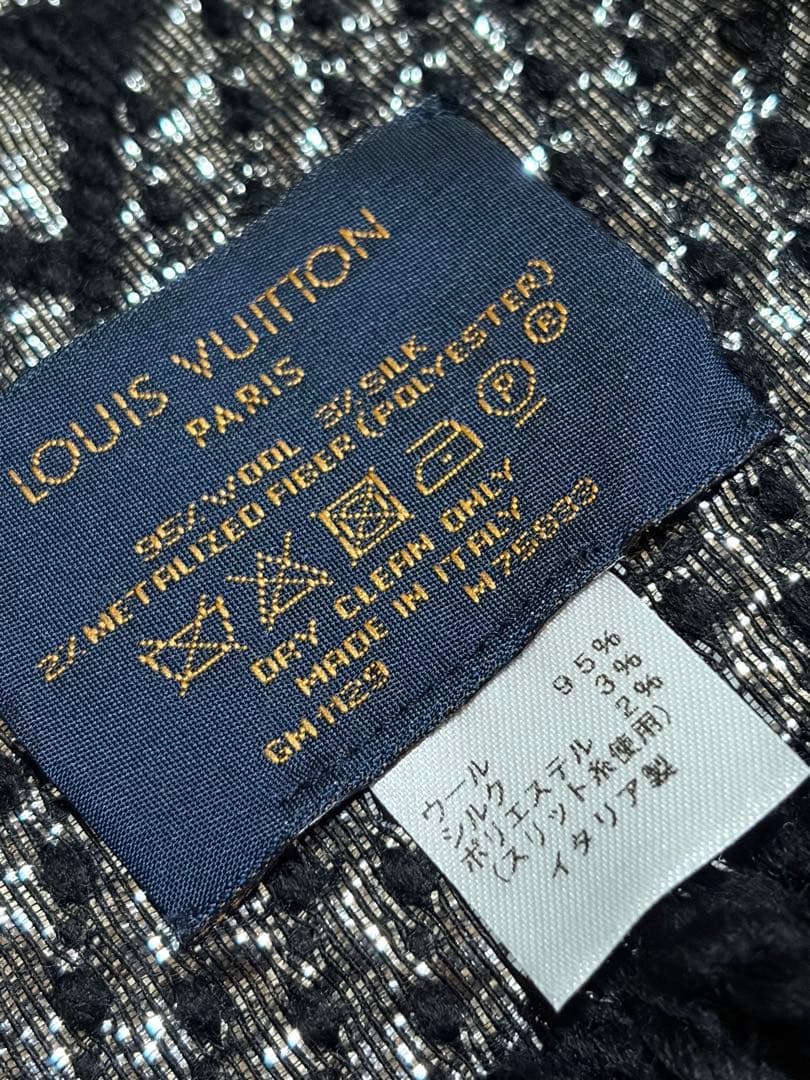 LOUIS VUITTON
PARIS
95% WOOL 3% SILK
2% METALIZED FIBER (POLYESTER)
P
DRY CLEAN ONLY
MADE IN ITALY
M75833
GM1129
ウール 95%
シルク 3%
ポリエステル 2%
(スリット糸使用)
イタリア製